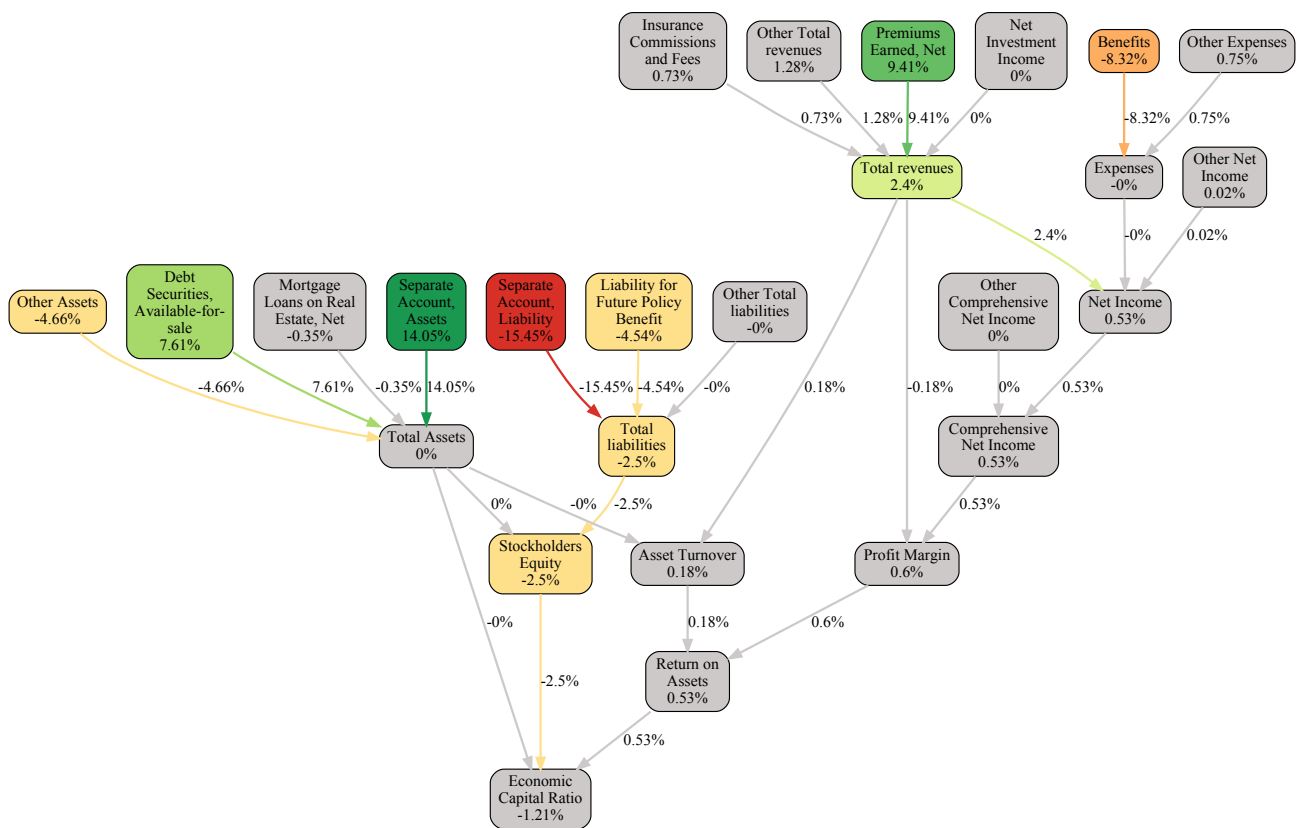 Insurance
Commissions
and Fees
0.73%
Other Total
revenues
1.28%
Premiums
Earned, Net
9.41%
Net
Investment
Income
0%
Benefits
-8.32%
Other Expenses
0.75%
0.73%
1.28%
9.41%
0%
-8.32%
0.75%
Total revenues
2.4%
Expenses
-0%
Other Net
Income
0.02%
2.4%
-0%
0.02%
Other Assets
-4.66%
Debt
Securities,
Available-for-
sale
7.61%
Mortgage
Loans on Real
Estate, Net
-0.35%
Separate
Account,
Assets
14.05%
Separate
Account,
Liability
-15.45%
Liability for
Future Policy
Benefit
-4.54%
Other Total
liabilities
-0%
Other
Comprehensive
Net Income
0%
Net Income
0.53%
-4.66%
7.61%
-0.35%
14.05%
-15.45%
-4.54%
-0%
0.18%
-0.18%
0%
0.53%
Total Assets
0%
Total
liabilities
-2.5%
Comprehensive
Net Income
0.53%
0%
-0%
-2.5%
0.53%
Stockholders
Equity
-2.5%
Asset Turnover
0.18%
Profit Margin
0.6%
-0%
0.18%
0.6%
-2.5%
Return on
Assets
0.53%
0.53%
Economic
Capital Ratio
-1.21%